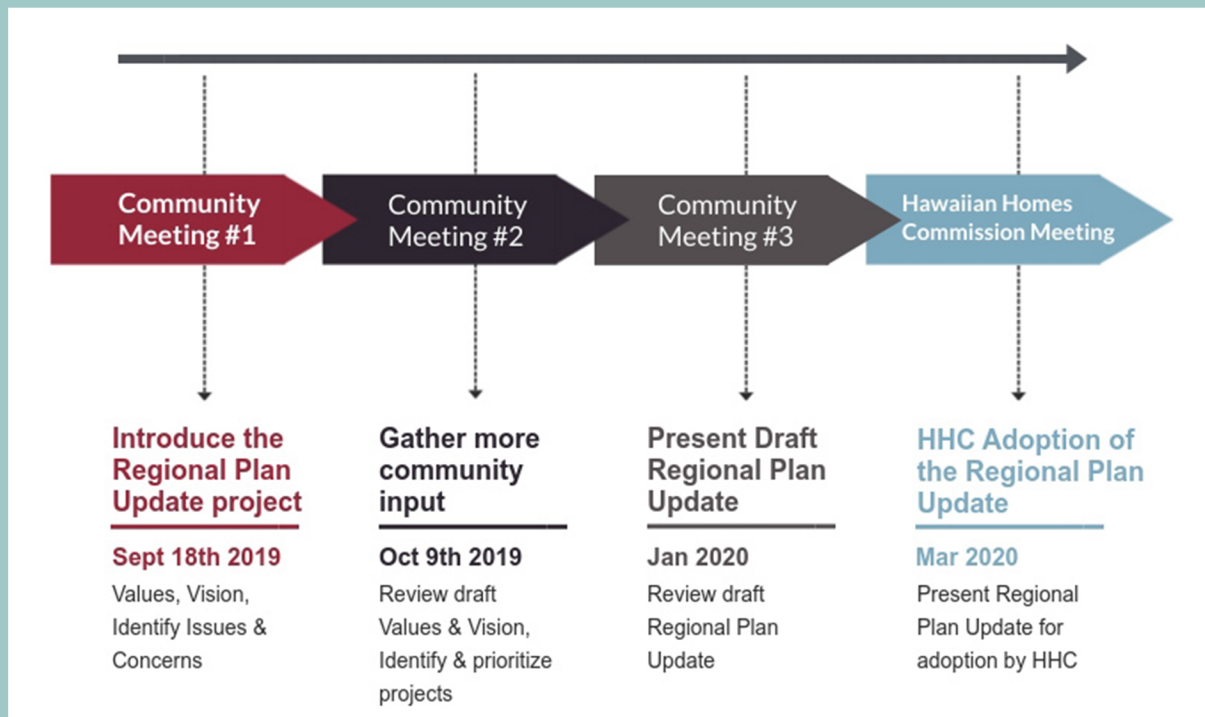 Community
Meeting #1
Community
Meeting #2
Community
Meeting #3
Hawaiian Homes
Commission Meeting
Introduce the
Regional Plan
Update project
Sept 18th 2019
Values, Vision,
Identify Issues &
Concerns
Gather more
community
input
Oct 9th 2019
Review draft
Values & Vision,
Identify & prioritize
projects
Present Draft
Regional Plan
Update
Jan 2020
Review draft
Regional Plan
Update
HHC Adoption of
the Regional Plan
Update
Mar 2020
Present Regional
Plan Update for
adoption by HHC